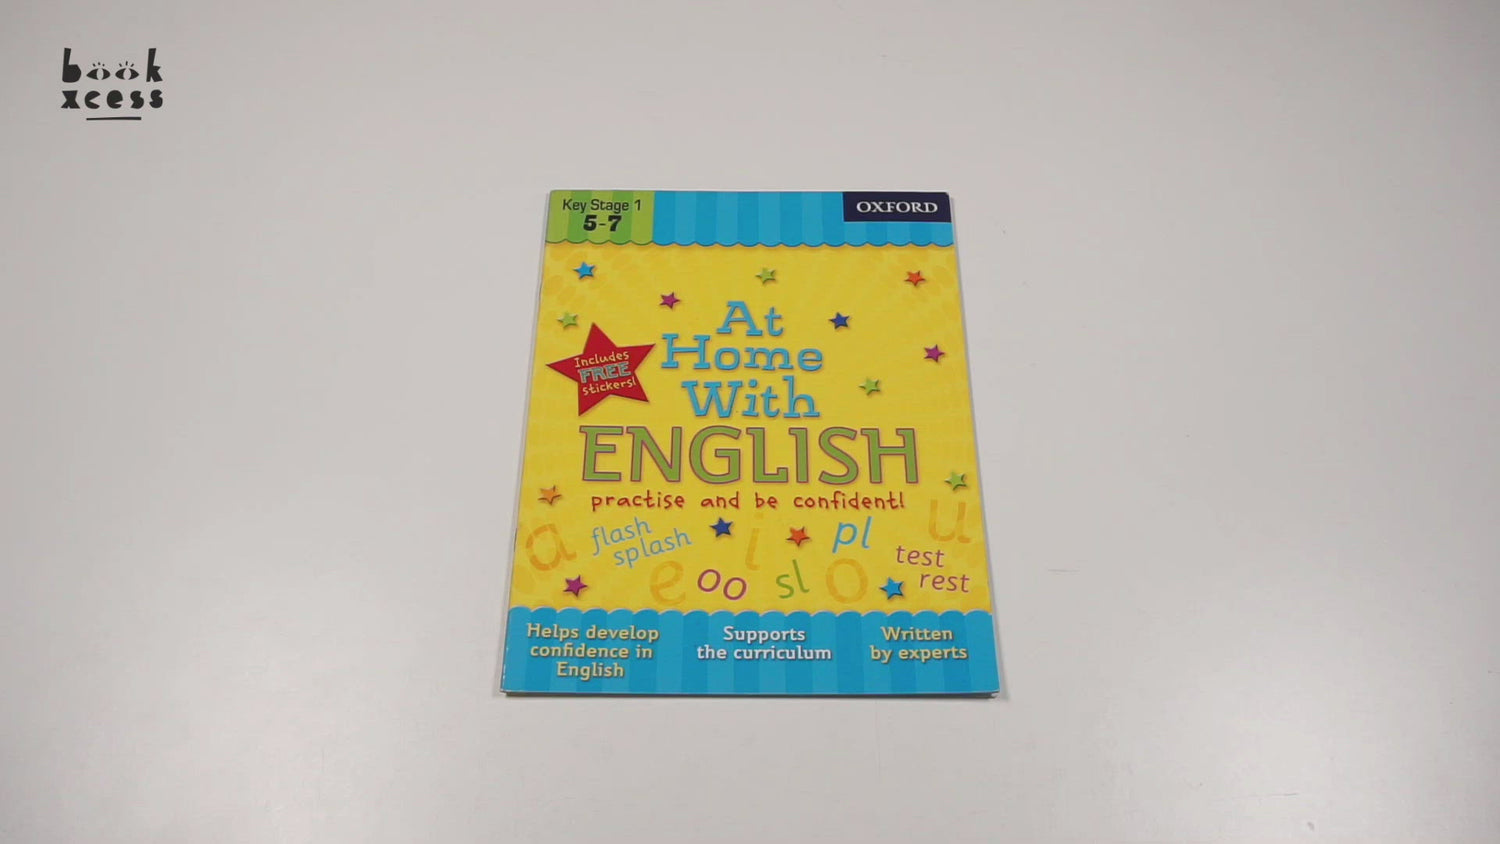 book
xcess
Key Stage 1
5-7
OXFORD
Includes
FREE
stickers!
At
Home
With
ENGLISH
practise and be confident!
flash
splash
a
e
i
o
u
oo
sl
pl
test
rest
Helps develop
confidence in
English
Supports
the curriculum
Written
by experts